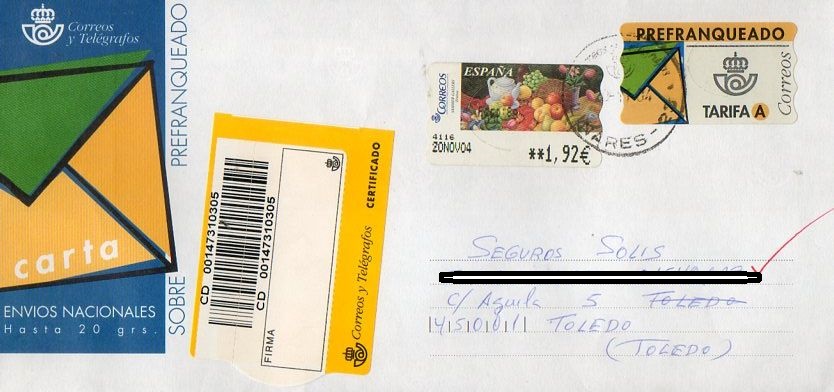 Correos
y Telégrafos
SOBRE PREFRANQUEADO
carta
ENVIOS NACIONALES
Hasta 20 grs.
CD 00147310305
CD 00147310305
FIRMA
CERTIFICADO
Correos y Telégrafos
CORREOS
ESPAÑA
4116
20NOV04
**1,92€
PREFRANQUEADO
TARIFA A
Correos
SEGUROS SOLIS
C/ Aguila 5 TOLEDO
45001 TOLEDO
(TOLEDO)